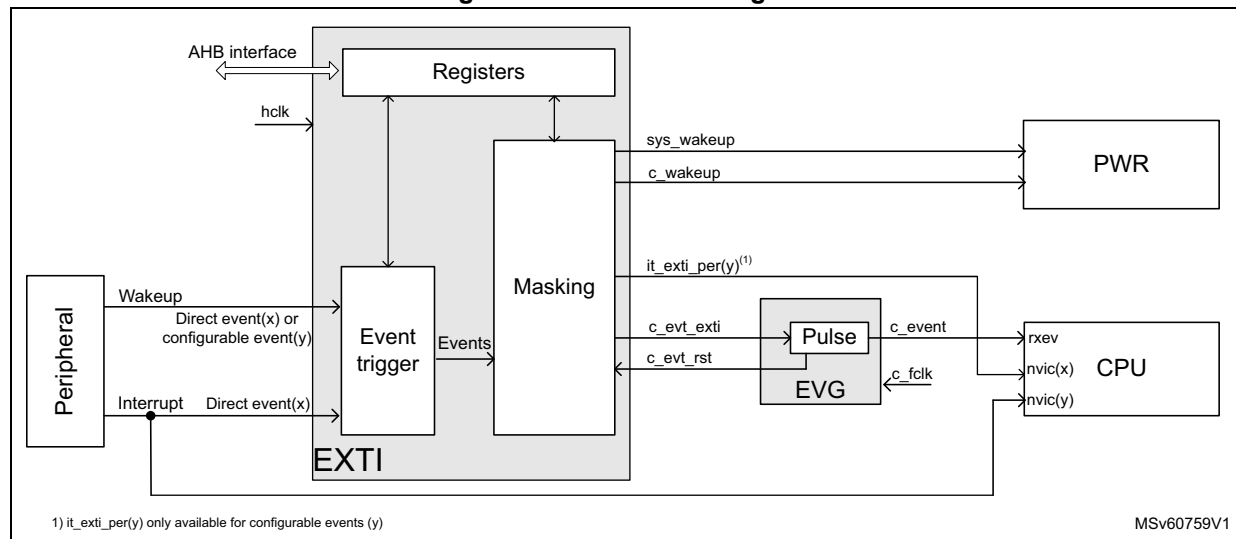 AHB interface
Registers
hclk
sys_wakeup
c_wakeup
PWR
it_exti_per(y)(1)
Masking
Peripheral
Wakeup
Direct event(x) or
configurable event(y)
Event
trigger
Events
c_evt_exti
Pulse
c_event
rxev
c_evt_rst
nvic(x)
CPU
EVG
c_fclk
nvic(y)
Interrupt
Direct event(x)
EXTI
1) it_exti_per(y) only available for configurable events (y)
MSv60759V1